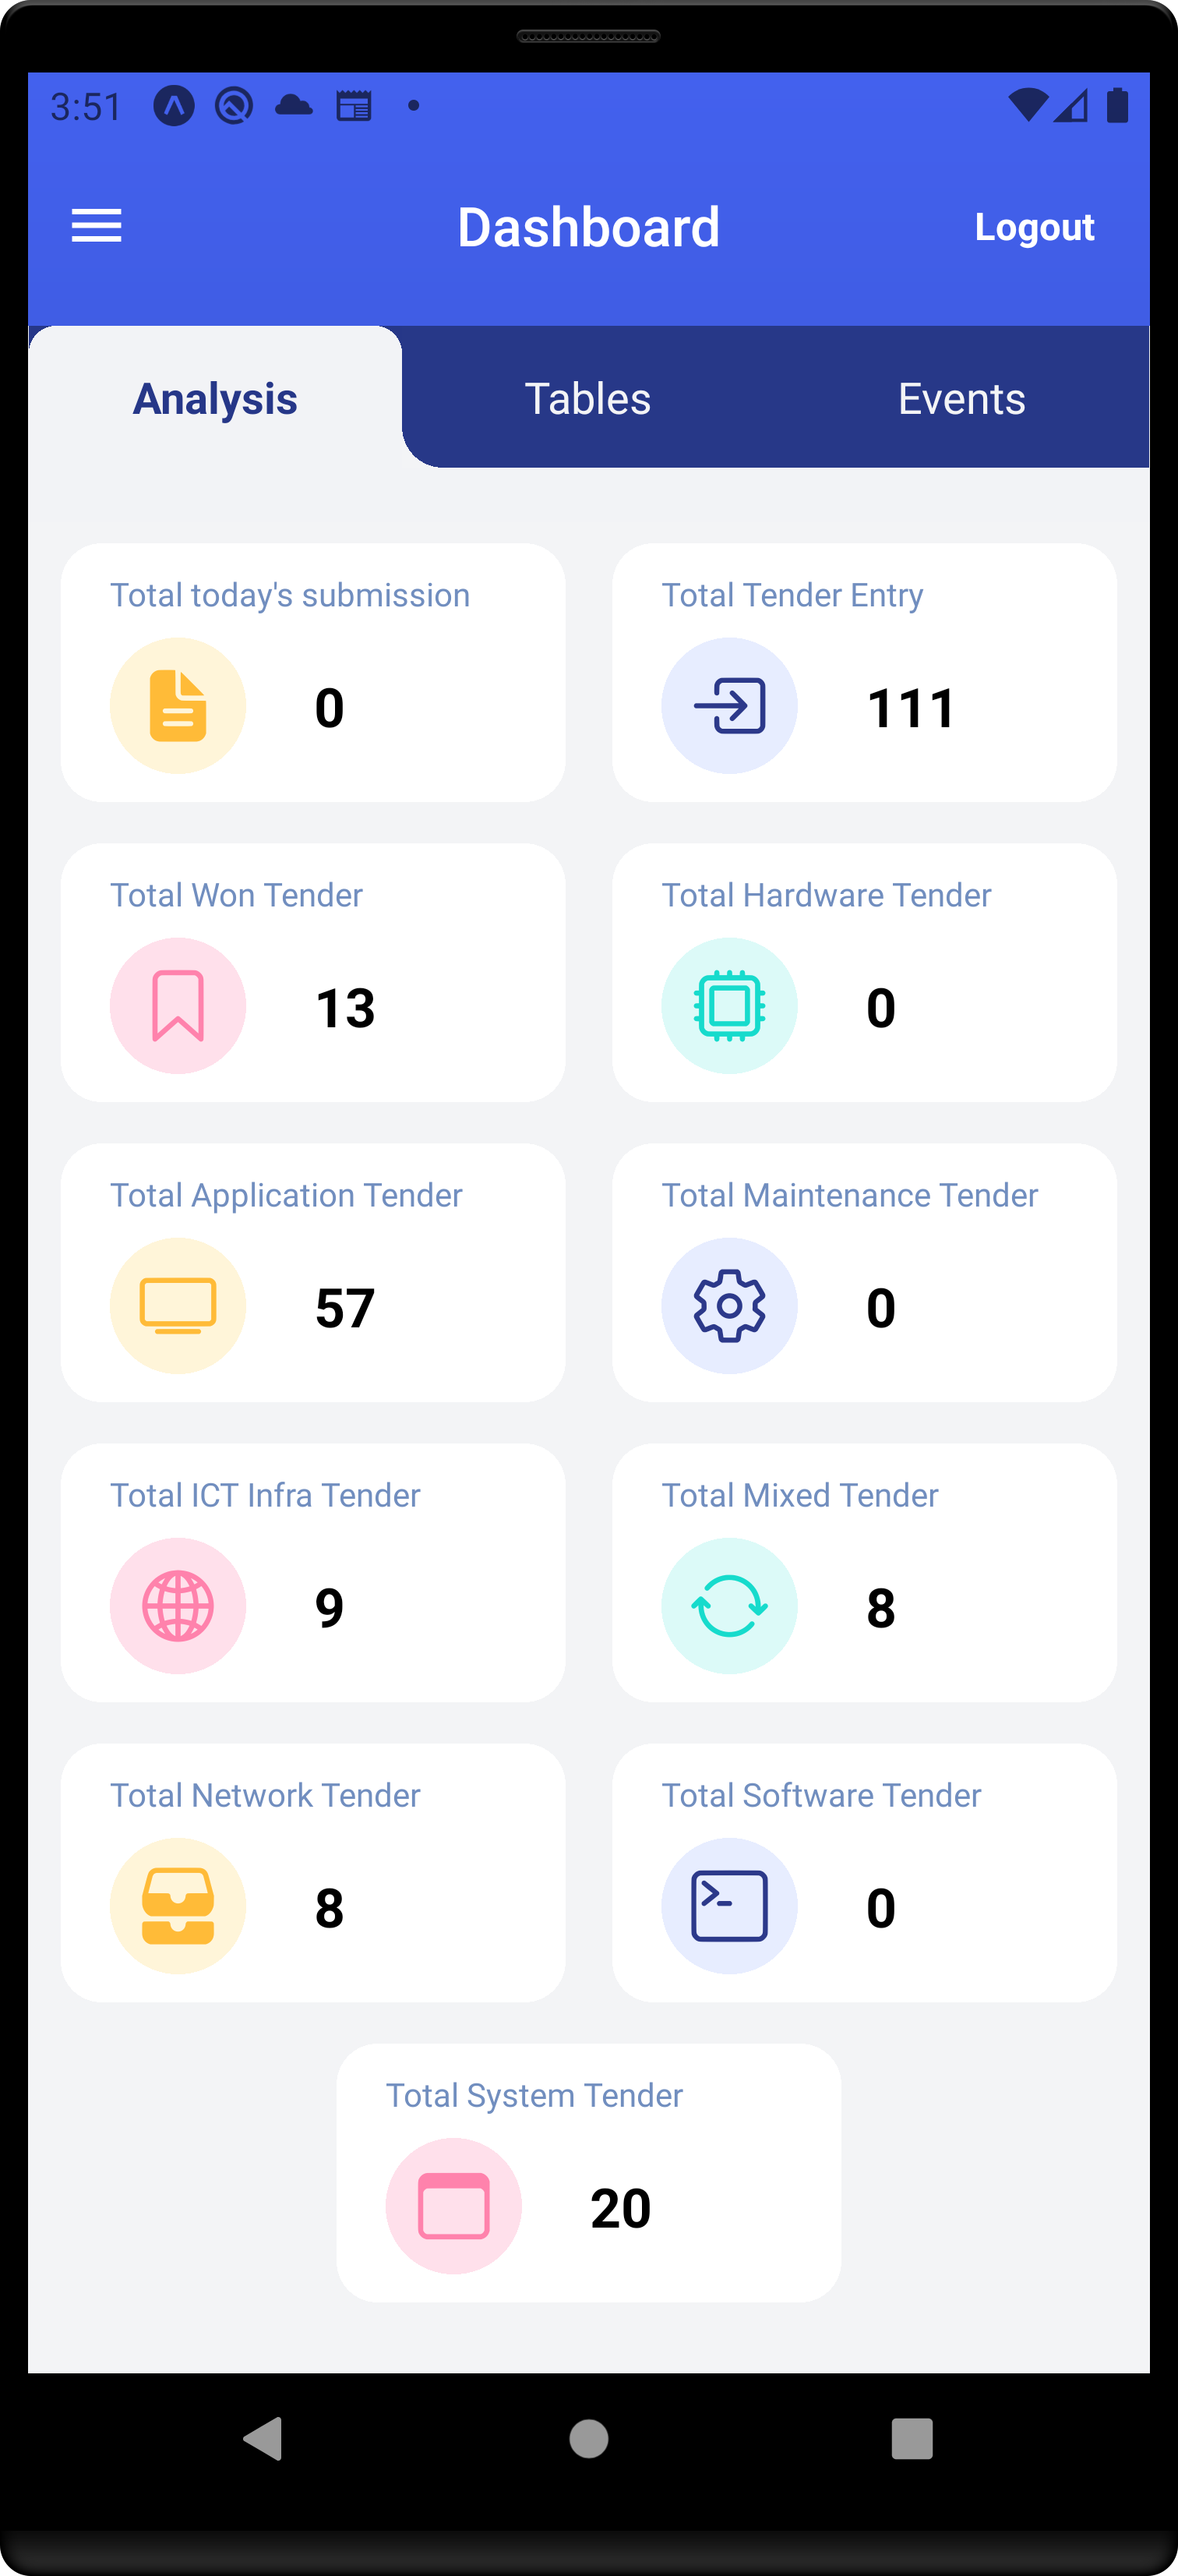 3:51
Dashboard
Logout
Analysis
Tables
Events
Total today's submission
0
Total Tender Entry
111
Total Won Tender
13
Total Hardware Tender
0
Total Application Tender
57
Total Maintenance Tender
0
Total ICT Infra Tender
9
Total Mixed Tender
8
Total Network Tender
8
Total Software Tender
0
Total System Tender
20